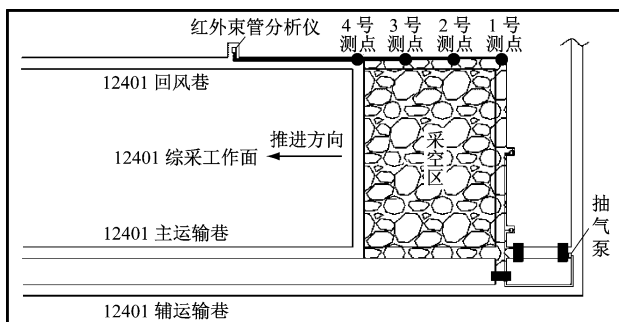 红外束管分析仪
4号
测点
3号
测点
2号
测点
1号
测点
12401 回风巷
推进方向
12401 综采工作面
采空区
12401 主运输巷
抽气泵
12401 辅运输巷